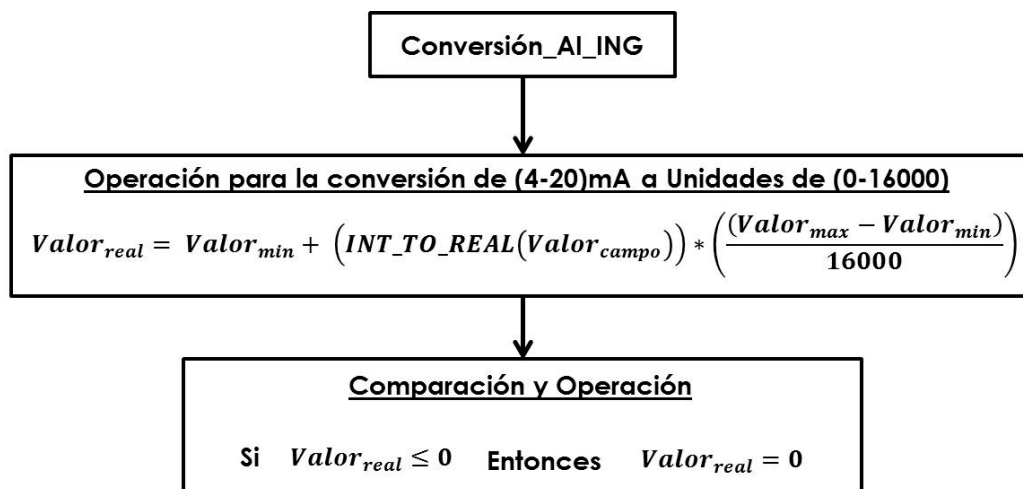 Conversión_AI_ING
Operación para la conversión de (4-20)mA a Unidades de (0-16000)
Valor_real = Valor_min + (INT_TO_REAL(Valor_campo)) * ((Valor_max − Valor_min) / 16000)
Comparación y Operación
Si Valor_real ≤ 0 Entonces Valor_real = 0